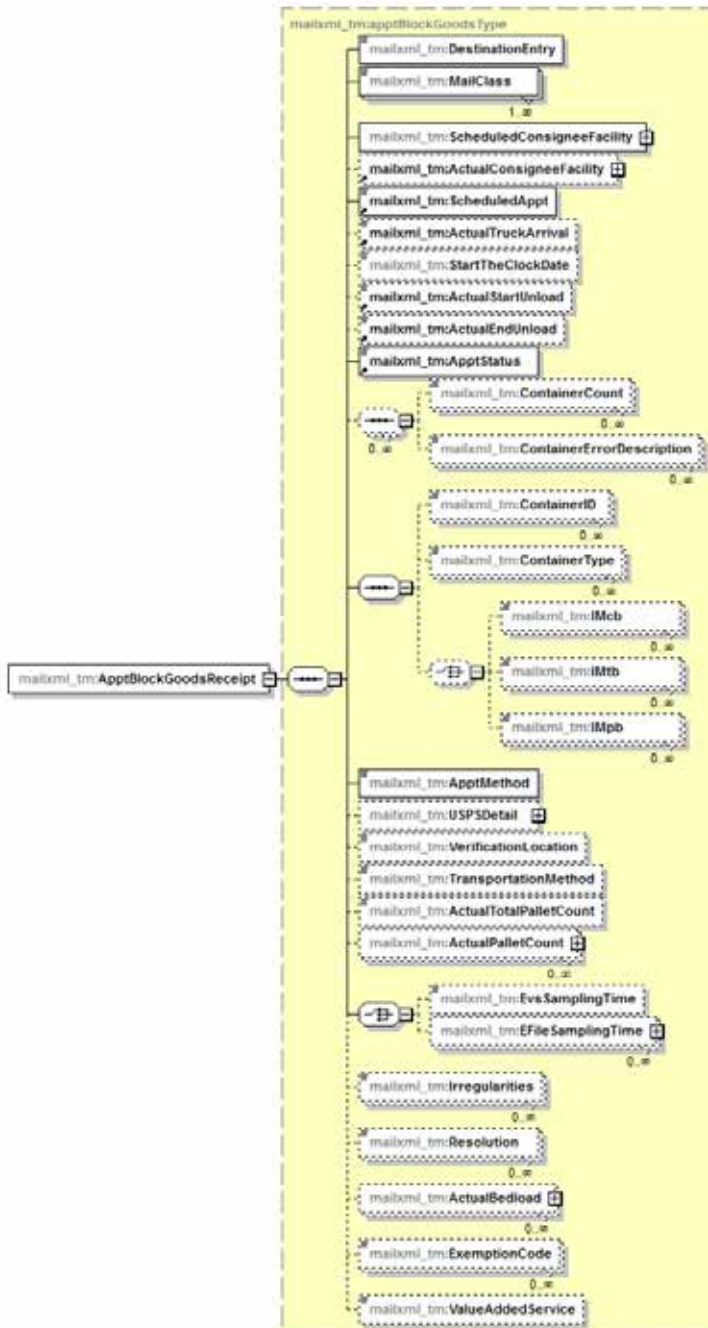 mailxml_tm:apptBlockGoodsType
mailxml_tm:DestinationEntry
mailxml_tm:MailClass
1..∞
mailxml_tm:ScheduledConsigneeFacility
mailxml_tm:ActualConsigneeFacility
mailxml_tm:ScheduledAppt
mailxml_tm:ActualTruckArrival
mailxml_tm:StartTheClockDate
mailxml_tm:ActualStartUnload
mailxml_tm:ActualEndUnload
mailxml_tm:ApptStatus
mailxml_tm:ContainerCount
0..∞
0..∞
mailxml_tm:ContainerErrorDescription
0..∞
mailxml_tm:ContainerID
0..∞
mailxml_tm:ContainerType
0..∞
mailxml_tm:IMcb
0..∞
mailxml_tm:ApptBlockGoodsReceipt
mailxml_tm:IMtb
0..∞
mailxml_tm:IMpb
0..∞
mailxml_tm:ApptMethod
mailxml_tm:USPSDetail
mailxml_tm:VerificationLocation
mailxml_tm:TransportationMethod
mailxml_tm:ActualTotalPalletCount
mailxml_tm:ActualPalletCount
0..∞
mailxml_tm:EvsSamplingTime
mailxml_tm:EFileSamplingTime
0..∞
mailxml_tm:Irregularities
0..∞
mailxml_tm:Resolution
0..∞
mailxml_tm:ActualBedload
0..∞
mailxml_tm:ExemptionCode
0..∞
mailxml_tm:ValueAddedService